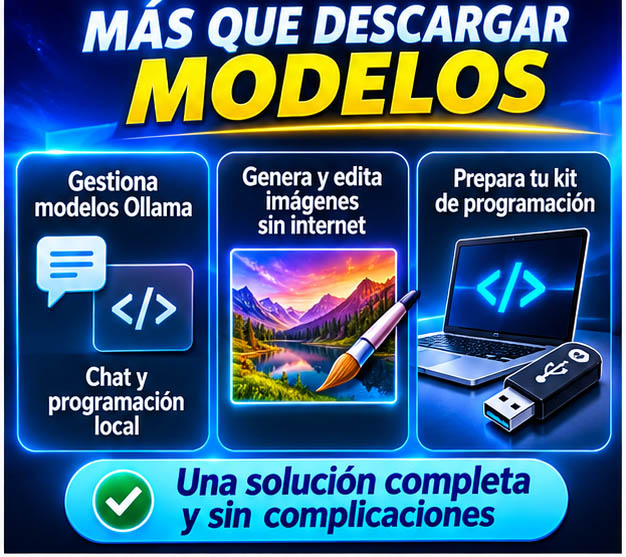 MÁS QUE DESCARGAR
MODELOS
Gestiona
modelos Ollama
</>
Chat y
programación
local
Genera y edita
imágenes
sin internet
Prepara tu kit
de programación
</>
Una solución completa
y sin complicaciones